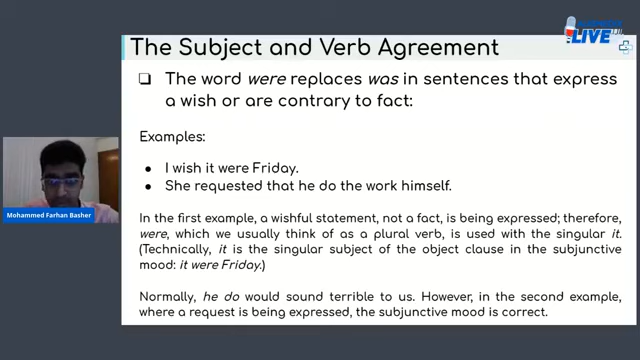 LIVE
The Subject and Verb Agreement
The word were replaces was in sentences that express
a wish or are contrary to fact:
Examples:
I wish it were Friday.
She requested that he do the work himself.
In the first example, a wishful statement, not a fact, is being expressed; therefore,
were, which we usually think of as a plural verb, is used with the singular it.
(Technically, it is the singular subject of the object clause in the subjunctive
mood: it were Friday.)
Normally, he do would sound terrible to us. However, in the second example,
where a request is being expressed, the subjunctive mood is correct.
Mohammed Farhan Basher